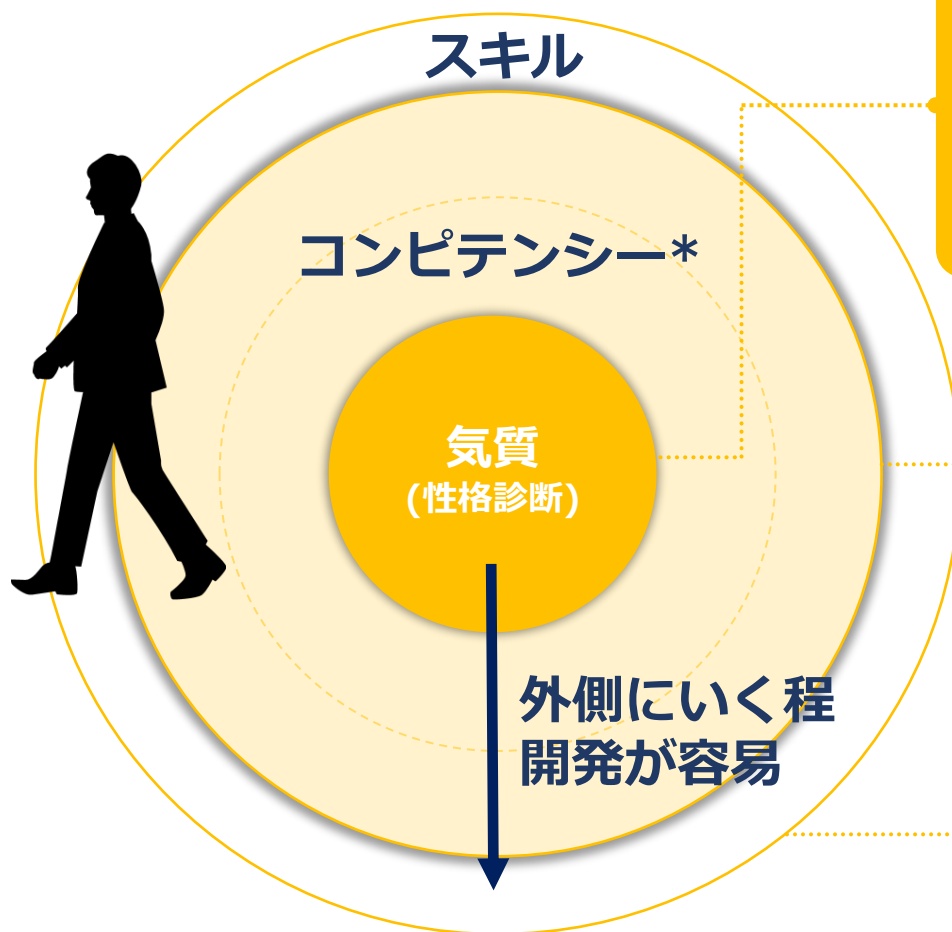 スキル
コンピテンシー*
気質
(性格診断)
外側にいく程
開発が容易